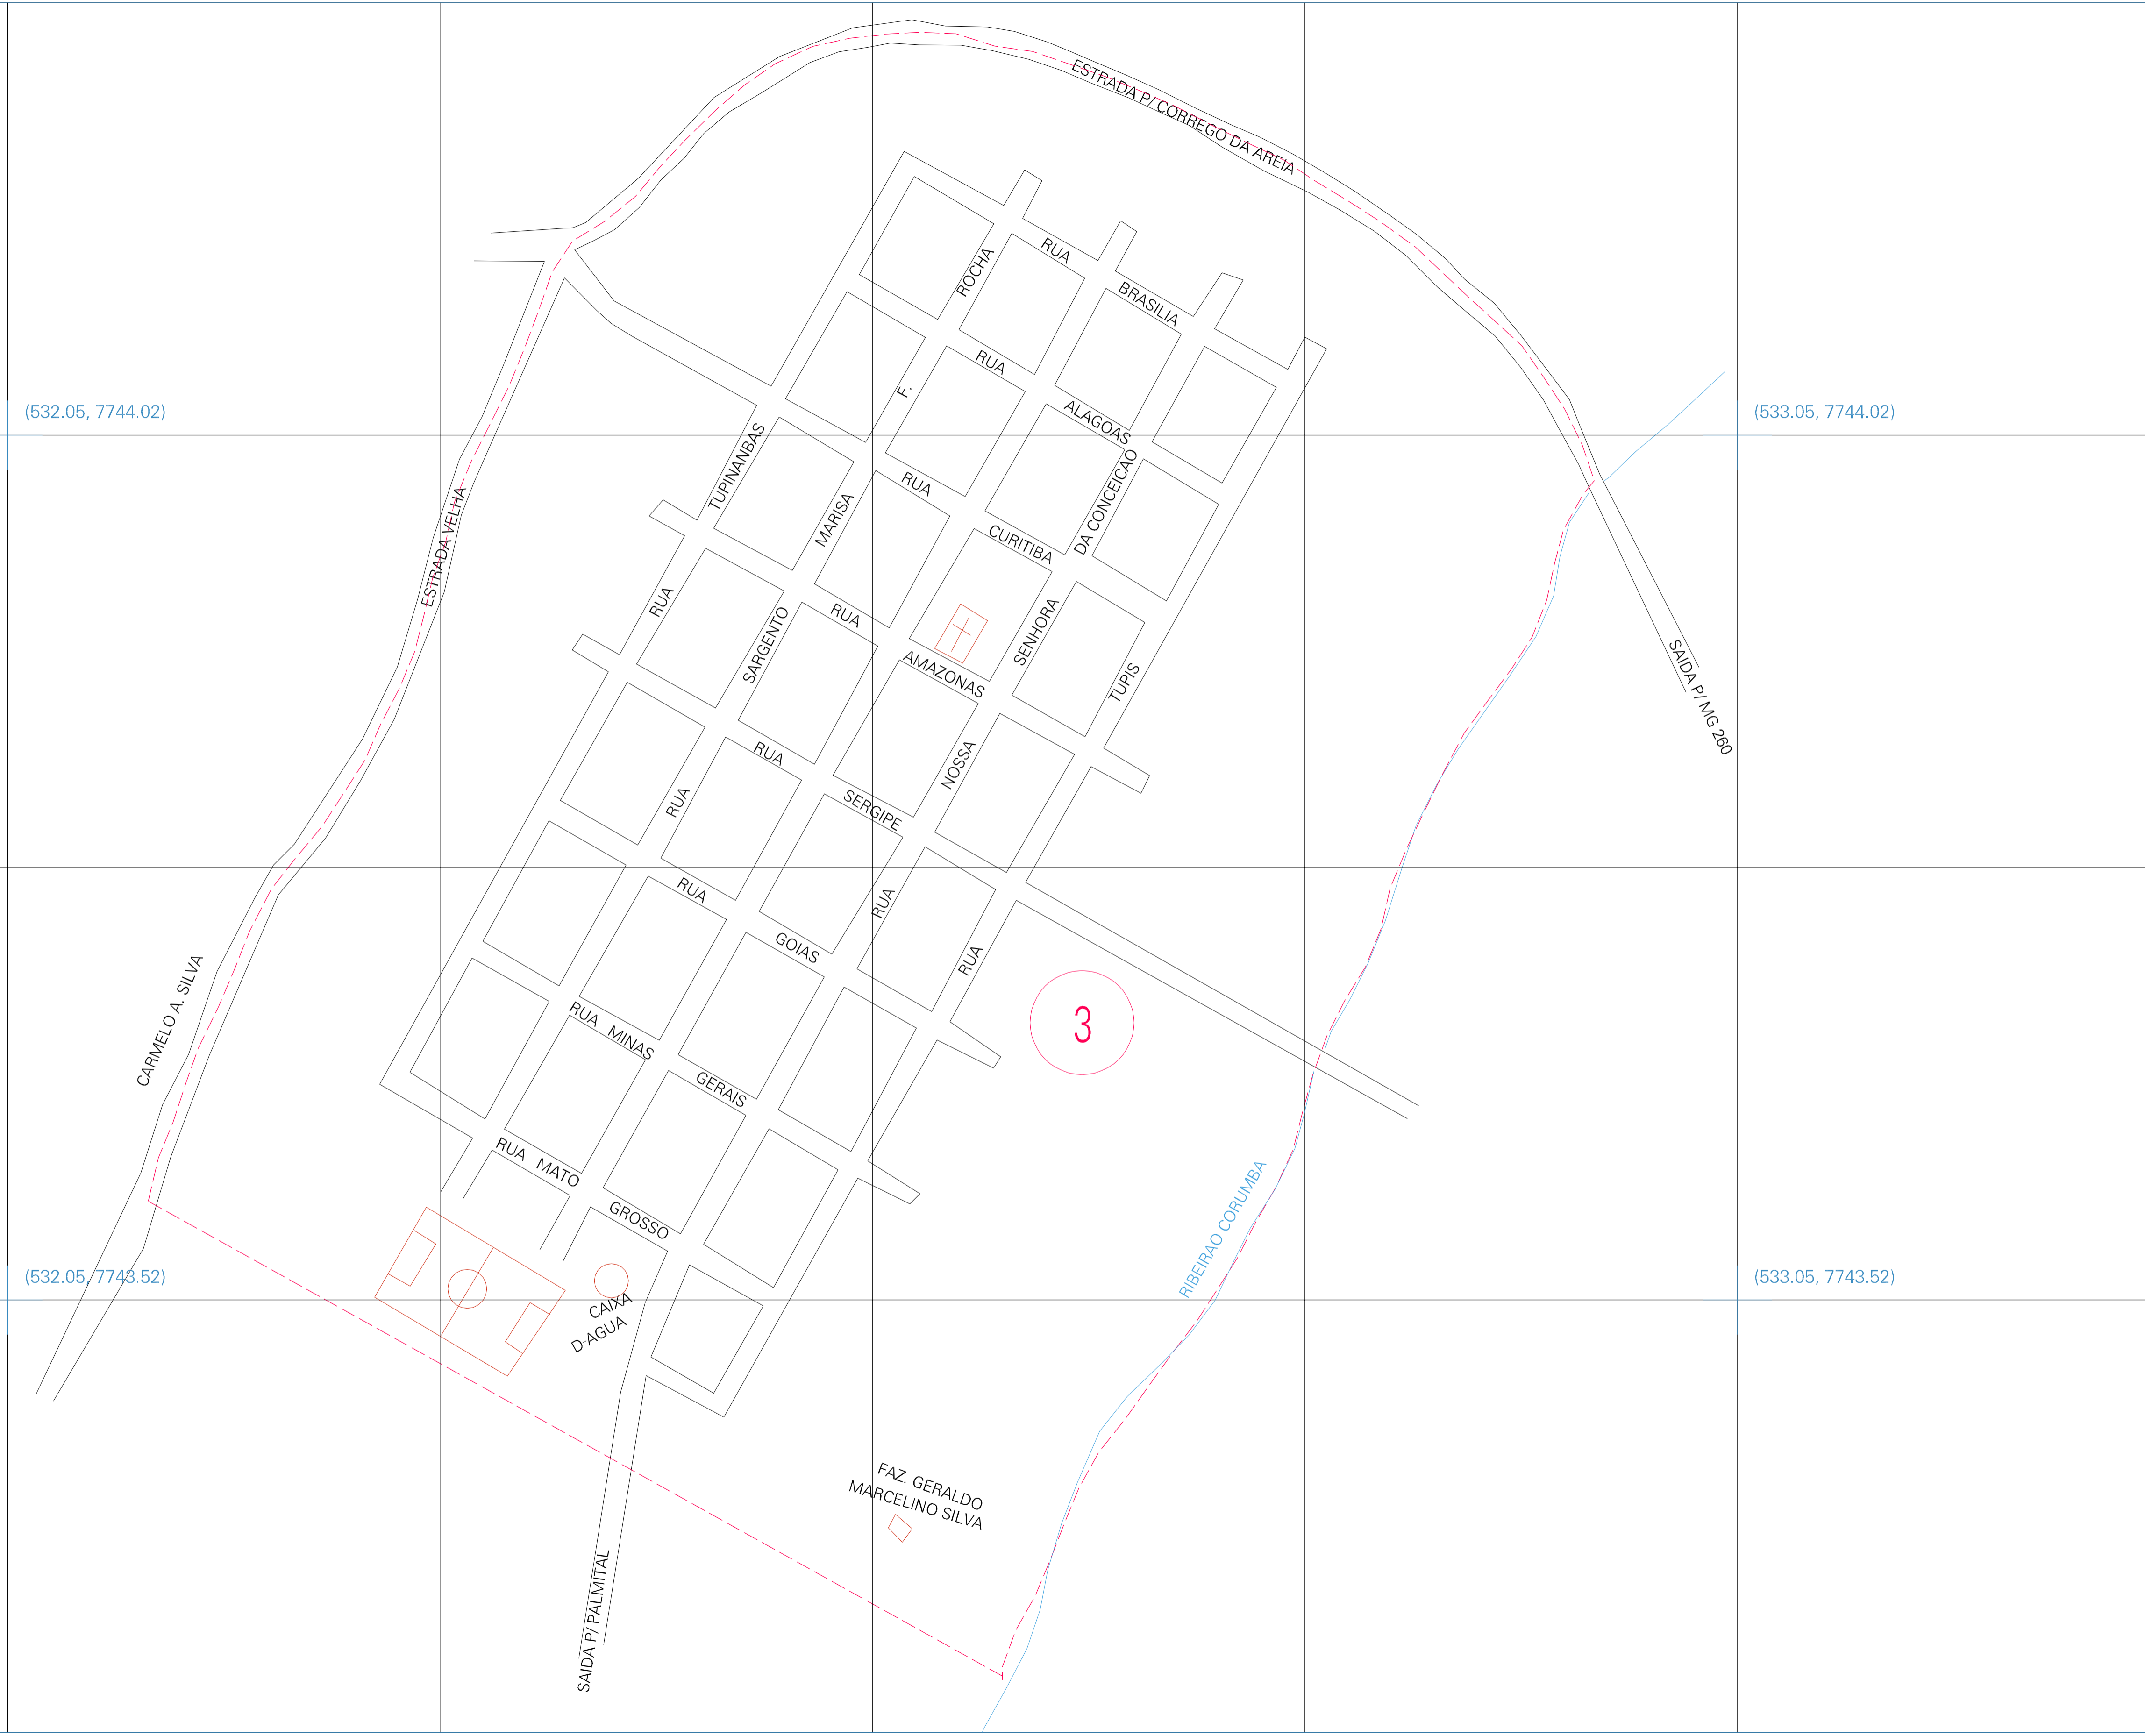 ESTRADA P/ CORREGO DA AREIA
RUA
BRASILIA
ROCHA
RUA
ALAGOAS
F.
(532.05, 7744.02)
(533.05, 7744.02)
TUPINANBAS
RUA
CURITIBA
DA CONCEICAO
MARISA
ESTRADA VELHA
RUA
RUA
AMAZONAS
SENHORA
SARGENTO
TUPIS
SAIDA P/ MG 260
RUA
SERGIPE
NOSSA
RUA
RUA
GOIAS
RUA
RUA
CARMELO A. SILVA
RUA MINAS
GERAIS
3
RUA MATO
GROSSO
RIBEIRAO CORUMBA
(532.05, 7743.52)
(533.05, 7743.52)
CAIXA
D-AGUA
FAZ. GERALDO
MARCELINO SILVA
SAIDA P/ PALMITAL